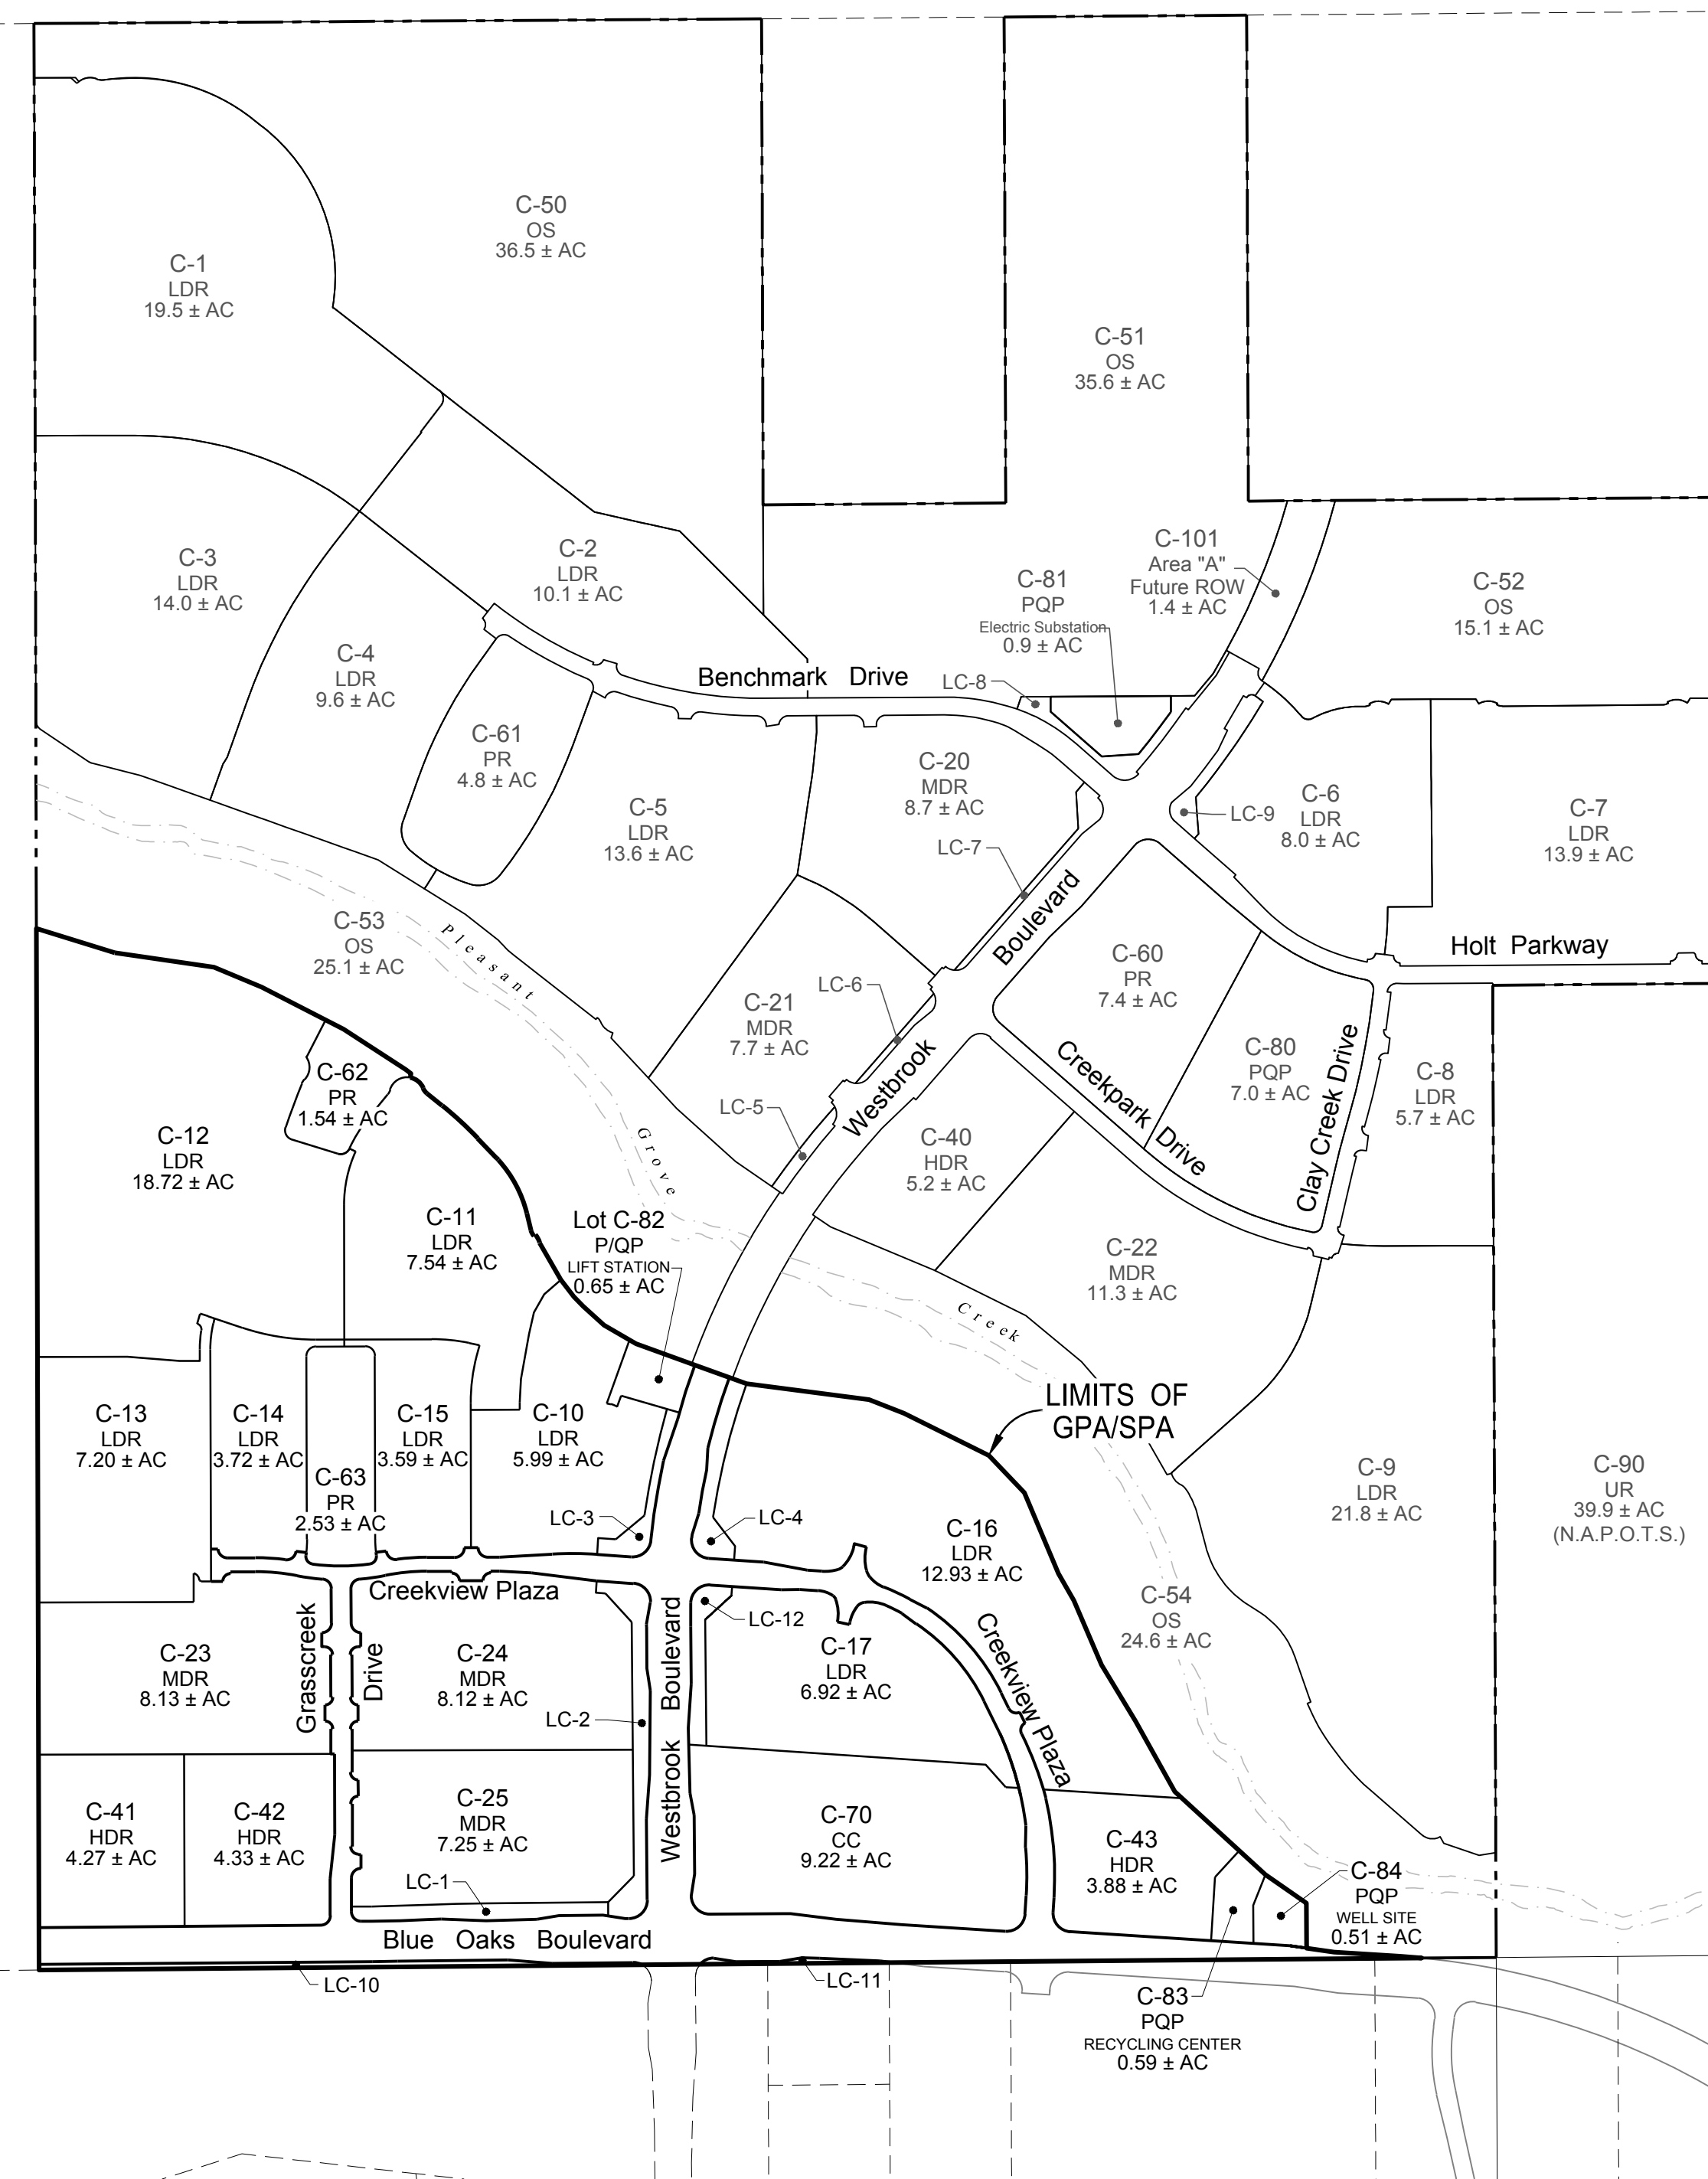 C-50
OS
36.5 ± AC
C-1
LDR
19.5 ± AC
C-51
OS
35.6 ± AC
C-3
LDR
14.0 ± AC
C-2
LDR
10.1 ± AC
C-101
Area "A"
Future ROW
1.4 ± AC
C-81
PQP
Electric Substation
0.9 ± AC
C-52
OS
15.1 ± AC
C-4
LDR
9.6 ± AC
Benchmark Drive
LC-8
C-61
PR
4.8 ± AC
C-5
LDR
13.6 ± AC
C-20
MDR
8.7 ± AC
LC-7
LC-9
C-6
LDR
8.0 ± AC
C-7
LDR
13.9 ± AC
C-53
OS
25.1 ± AC
Pleasant
Grove
Creek
Boulevard
Westbrook
Holt Parkway
C-60
PR
7.4 ± AC
LC-6
C-21
MDR
7.7 ± AC
LC-5
C-80
PQP
7.0 ± AC
Creekpark Drive
Clay Creek Drive
C-8
LDR
5.7 ± AC
C-62
PR
1.54 ± AC
C-12
LDR
18.72 ± AC
C-40
HDR
5.2 ± AC
C-11
LDR
7.54 ± AC
Lot C-82
P/QP
LIFT STATION
0.65 ± AC
C-22
MDR
11.3 ± AC
LIMITS OF
GPA/SPA
C-13
LDR
7.20 ± AC
C-14
LDR
3.72 ± AC
C-63
PR
2.53 ± AC
C-15
LDR
3.59 ± AC
C-10
LDR
5.99 ± AC
LC-3
LC-4
C-16
LDR
12.93 ± AC
C-9
LDR
21.8 ± AC
C-90
UR
39.9 ± AC
(N.A.P.O.T.S.)
Creekview Plaza
LC-12
C-54
OS
24.6 ± AC
Grasscreek
Drive
C-23
MDR
8.13 ± AC
C-24
MDR
8.12 ± AC
LC-2
Westbrook Boulevard
C-17
LDR
6.92 ± AC
Creekview Plaza
C-41
HDR
4.27 ± AC
C-42
HDR
4.33 ± AC
C-25
MDR
7.25 ± AC
LC-1
C-70
CC
9.22 ± AC
C-43
HDR
3.88 ± AC
C-84
PQP
WELL SITE
0.51 ± AC
Blue Oaks Boulevard
LC-10
LC-11
C-83
PQP
RECYCLING CENTER
0.59 ± AC